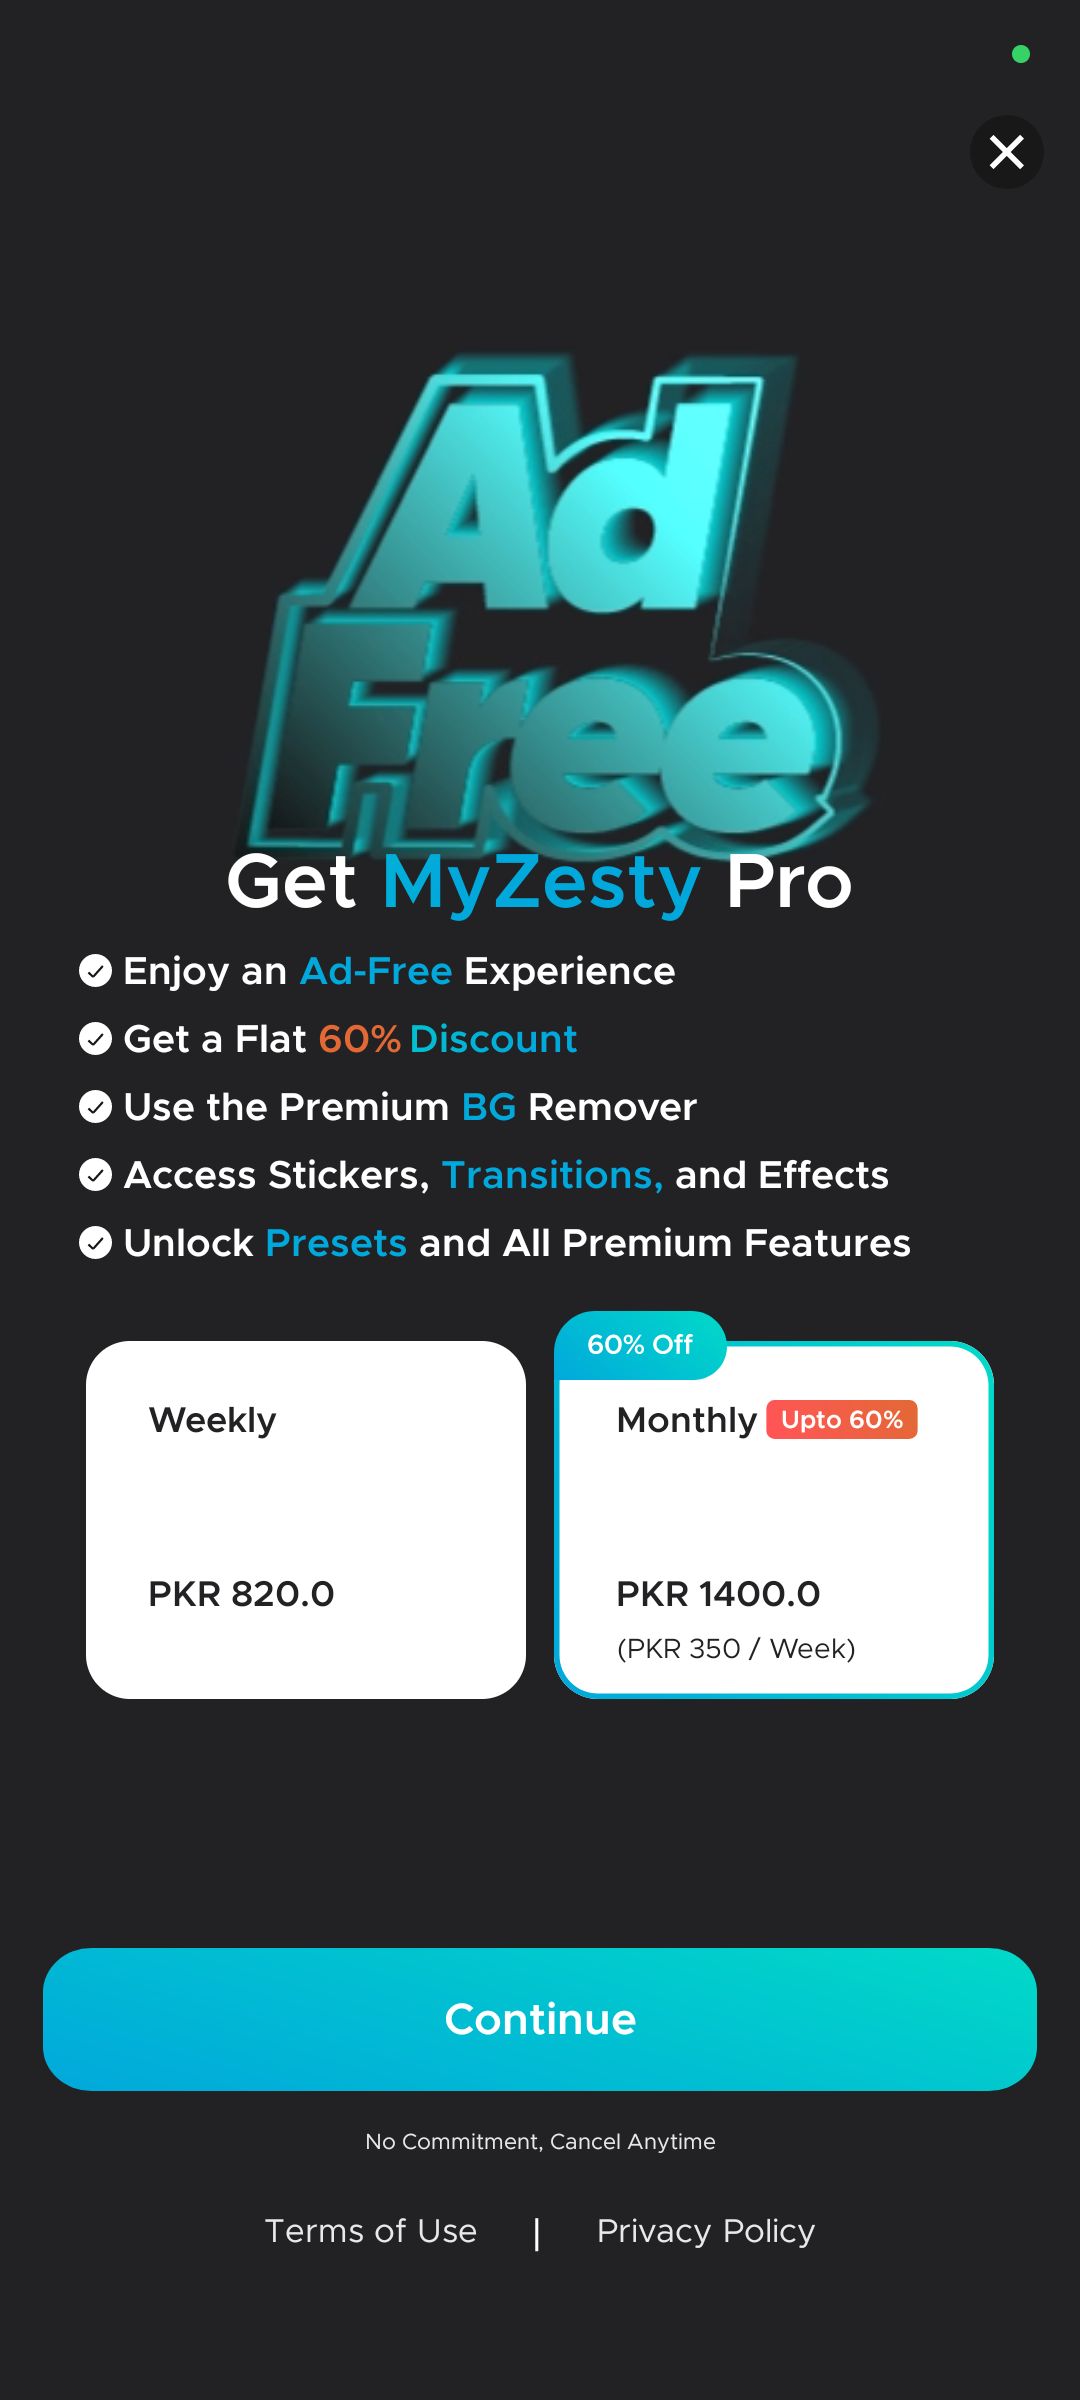 Ad
Free
Get MyZesty Pro
Enjoy an Ad-Free Experience
Get a Flat 60% Discount
Use the Premium BG Remover
Access Stickers, Transitions, and Effects
Unlock Presets and All Premium Features
Weekly
PKR 820.0
60% Off
Monthly Upto 60%
PKR 1400.0
(PKR 350 / Week)
Continue
No Commitment, Cancel Anytime
Terms of Use | Privacy Policy